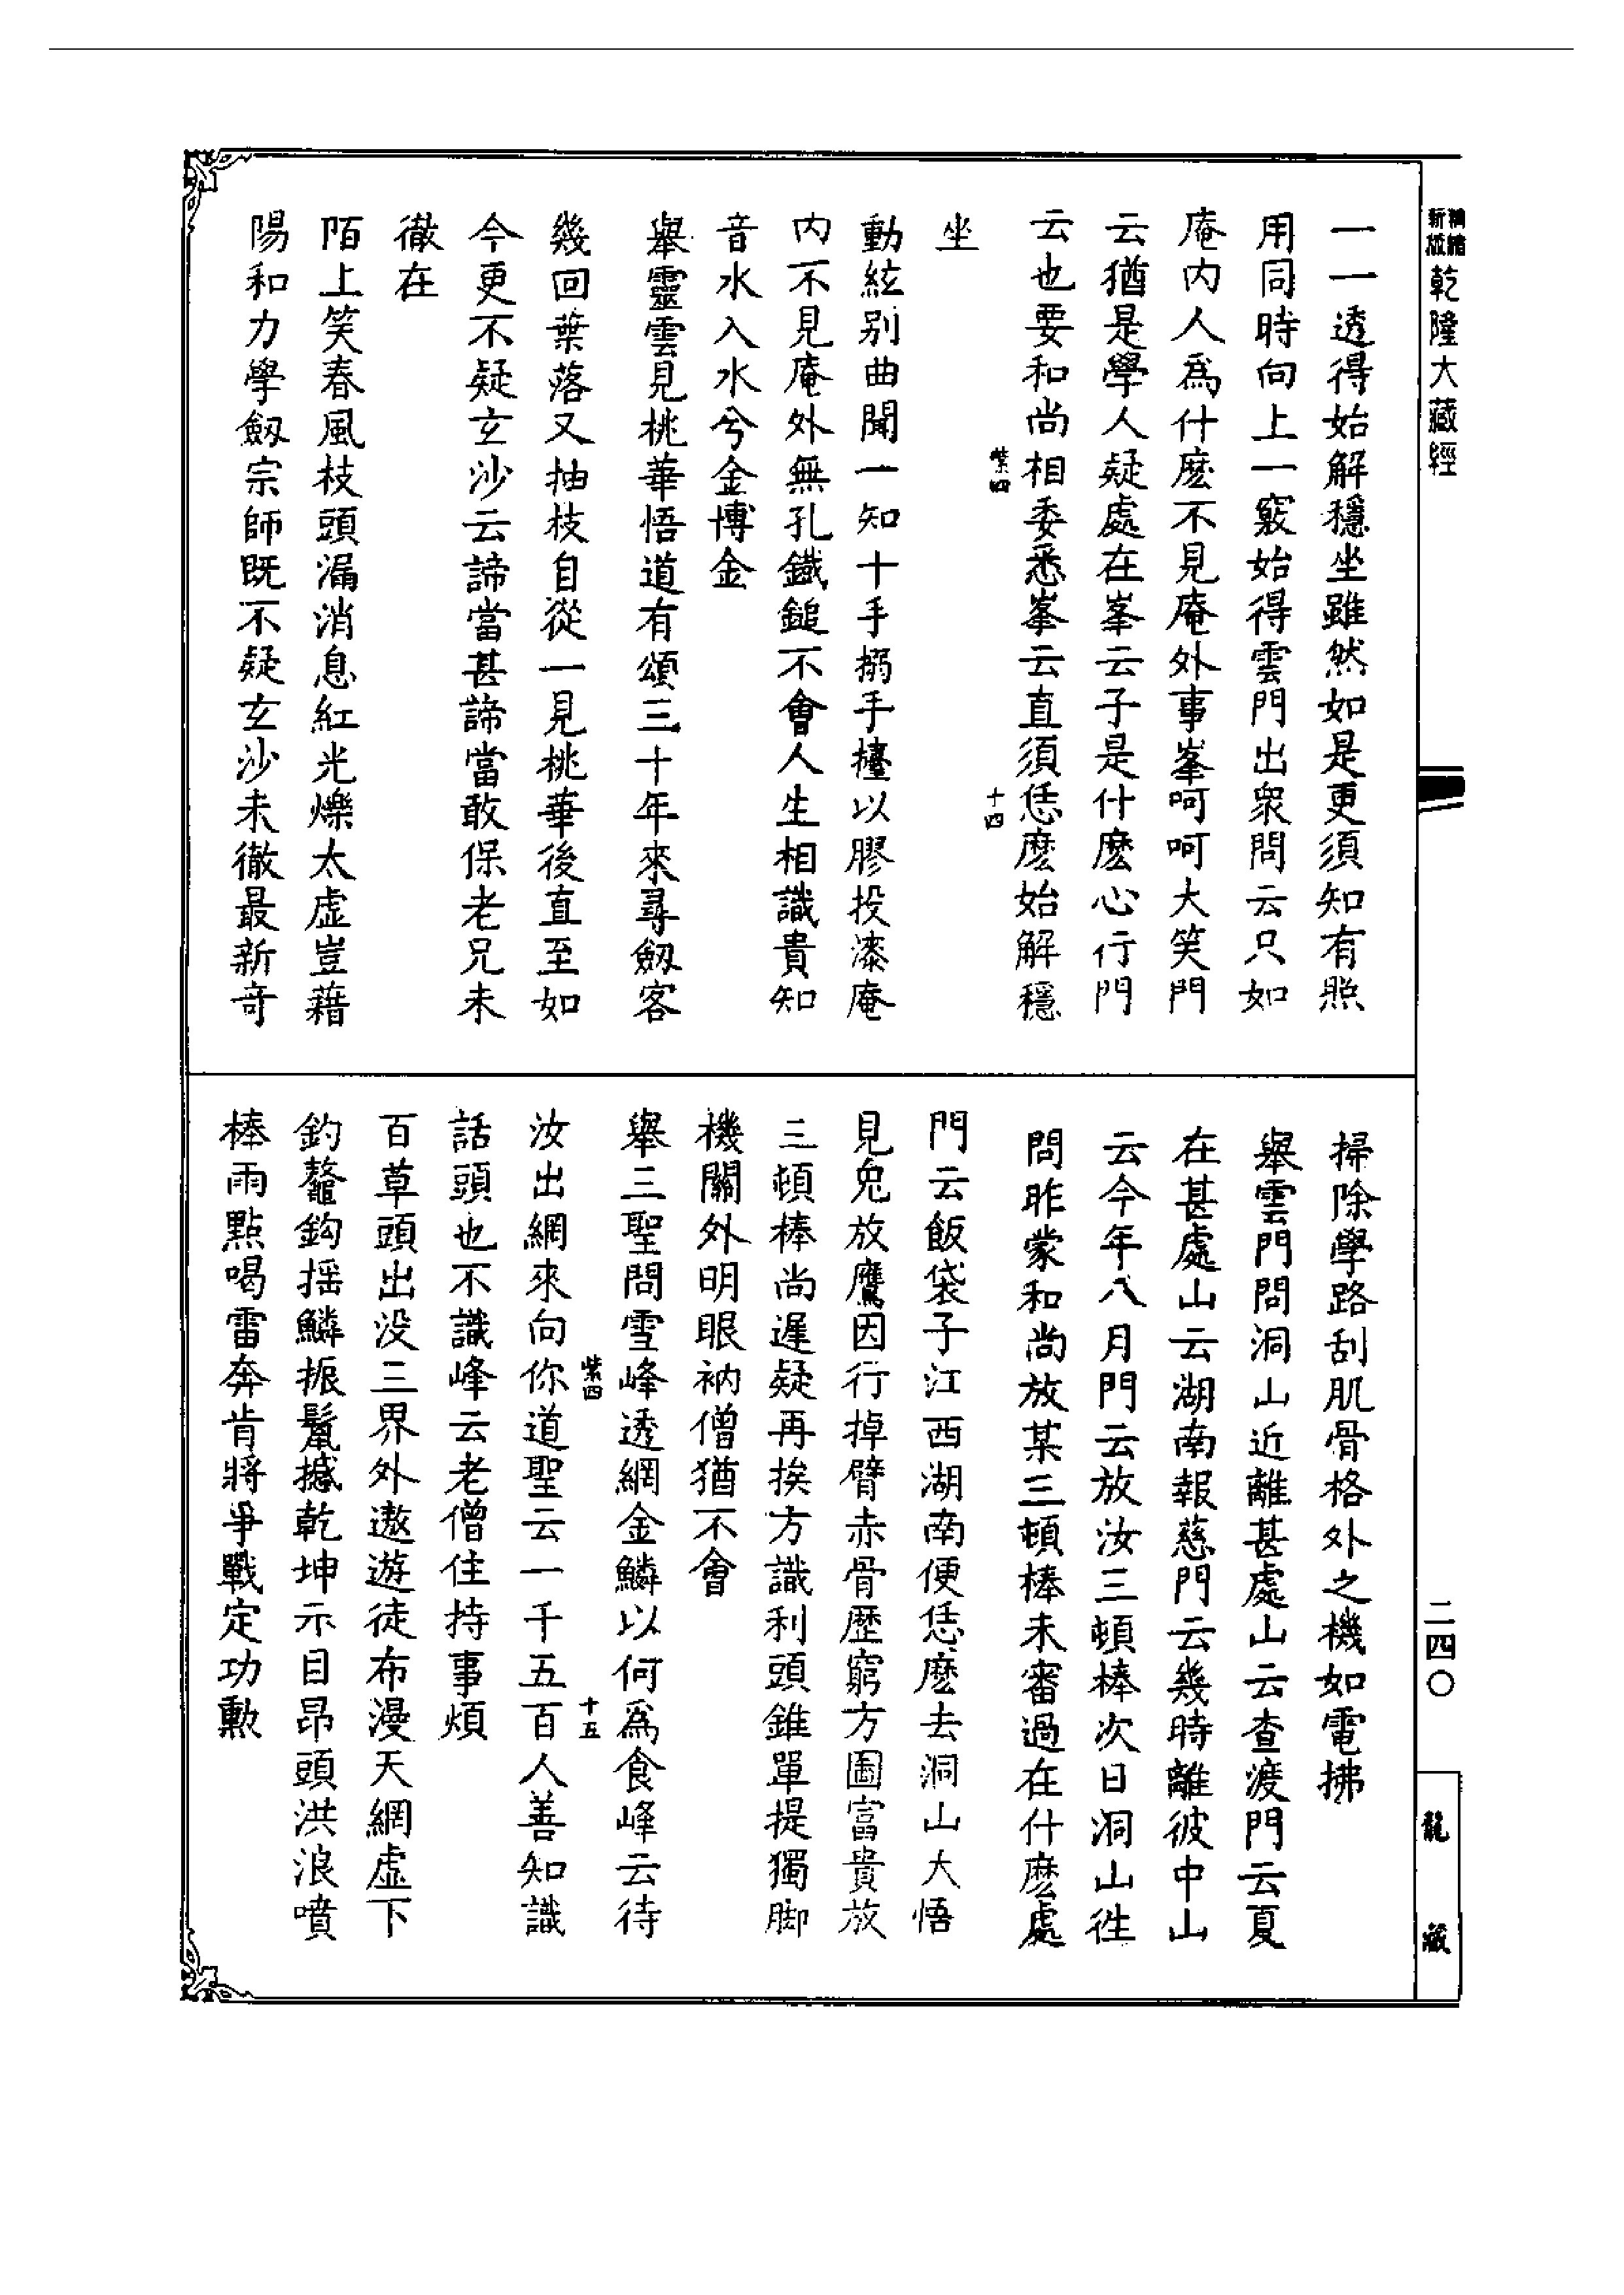 精縮新版乾隆大藏經
一一透得始解穩坐雖然如是更須知有照
用同時向上一竅始得雲門出眾問云只如
庵內人為什麼不見庵外事峯呵呵大笑門
云猶是學人疑處在峯云子是什麼心行門
云也要和尚相委悉峯云直須恁麼始解穩
紫四
十四
坐
動絃別曲聞一知十手搦手擡以膠投漆庵
內不見庵外無孔鐵鎚不會人生相識貴知
音水入水兮金博金
舉靈雲見桃華悟道有頌三十年來尋劔客
幾回葉落又抽枝自從一見桃華後直至如
今更不疑玄沙云諦當甚諦當敢保老兄未
徹在
陌上笑春風枝頭漏消息紅光爍太虛豈藉
陽和力學劔宗師既不疑玄沙未徹最新奇
掃除學路刮肌骨格外之機如電拂
舉雲門問洞山近離甚處山云查渡門云夏
在甚處山云湖南報慈門云幾時離彼中山
云今年八月門云放汝三頓棒次日洞山徃
問昨蒙和尚放某三頓棒未審過在什麼處
門云飯袋子江西湖南便恁麼去洞山大悟
見兔放鷹因行掉臂赤骨歷窮方圖富貴放
三頓棒尚遲疑再挨方識利頭錐單提獨脚
機關外明眼衲僧猶不會
舉三聖問雪峰透網金鱗以何為食峰云待
紫四
十五
汝出網來向你道聖云一千五百人善知識
話頭也不識峰云老僧住持事煩
百草頭出没三界外遨遊徒布漫天網虛下
釣鼇鈎搖鱗振鬣撼乾坤示目昂頭洪浪噴
棒雨點喝雷奔肯將爭戰定功勲
二四〇
龍藏